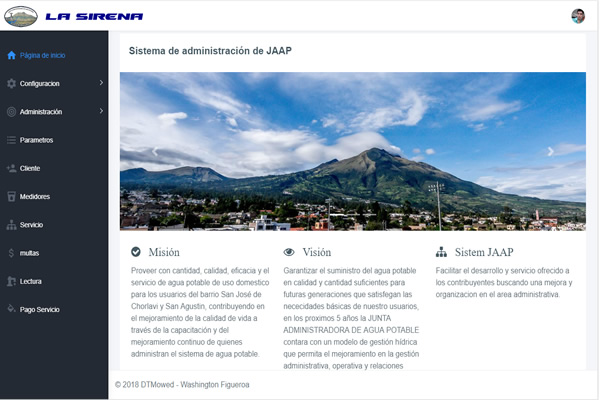 LA SIRENA
Página de inicio
Configuracion
Administración
Parametros
Cliente
Medidores
Servicio
multas
Lectura
Pago Servicio
Sistema de administración de JAAP
Misión
Proveer con cantidad, calidad, eficacia y el
servicio de agua potable de uso domestico
para los usuarios del barrio San José de
Chorlavi y San Agustin, contribuyendo en
el mejoramiento de la calidad de vida a
través de la capacitación y del
mejoramiento continuo de quienes
administran el sistema de agua potable.
Visión
Garantizar el suministro del agua potable
en calidad y cantidad suficientes para
futuras generaciones que satisfegan las
nececidades básicas de nuestro usuarios,
en los proximos 5 años la JUNTA
ADMINISTRADORA DE AGUA POTABLE
contara con un modelo de gestión hídrica
que permita el mejoramiento en la gestión
administrativa, operativa y relaciones
Sistem JAAP
Facilitar el desarrollo y servicio ofrecido a
los contribuyentes buscando una mejora y
organizacion en el area administrativa.
© 2018 DTMowed - Washington Figueroa